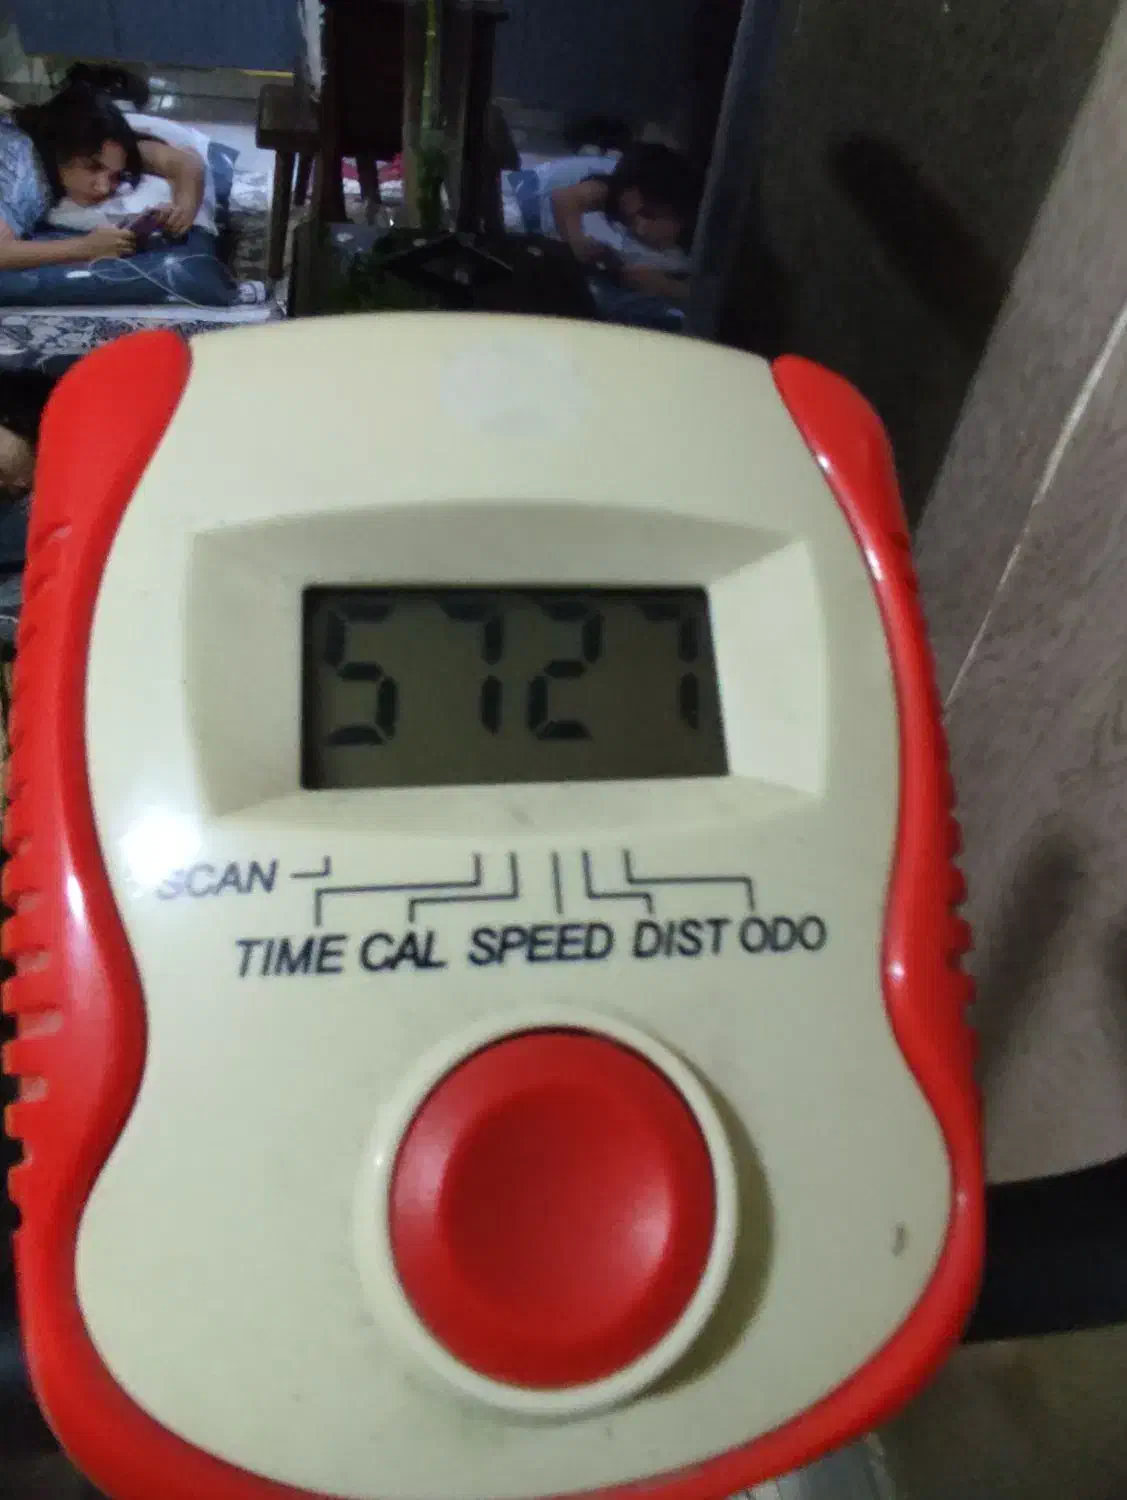 5727
SCAN
TIME CAL SPEED DIST ODO